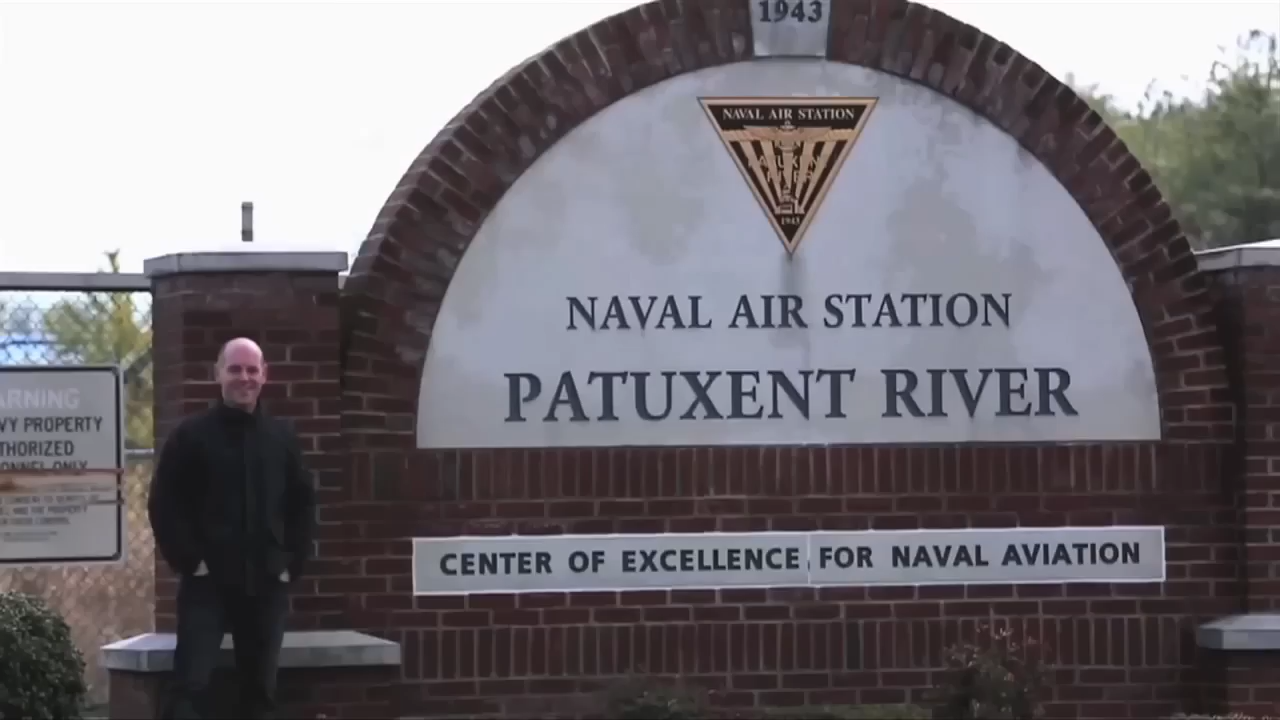 1943
NAVAL AIR STATION
1943
NAVAL AIR STATION
PATUXENT RIVER
CENTER OF EXCELLENCE FOR NAVAL AVIATION
ARNING
VY PROPERTY
THORIZED
ONNEL ONLY